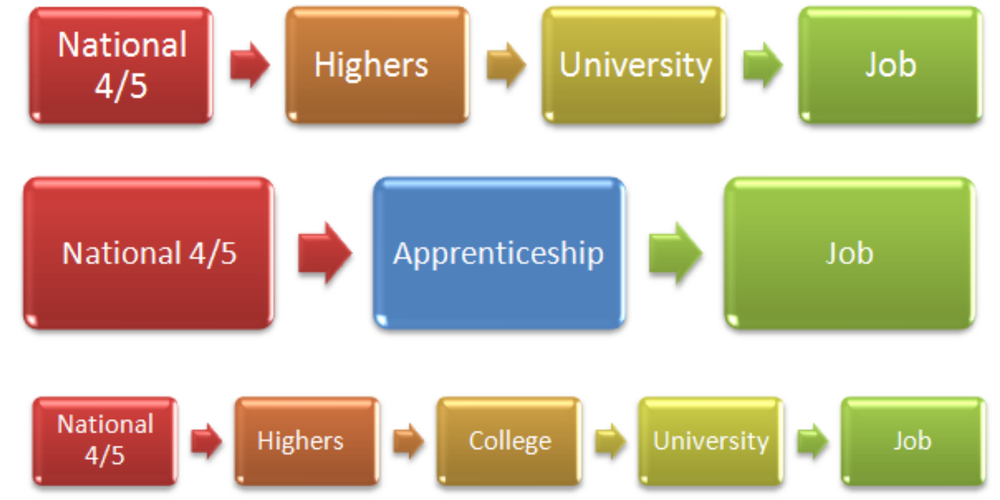 National
4/5
Highers
University
Job
National 4/5
Apprenticeship
Job
National
4/5
Highers
College
University
Job